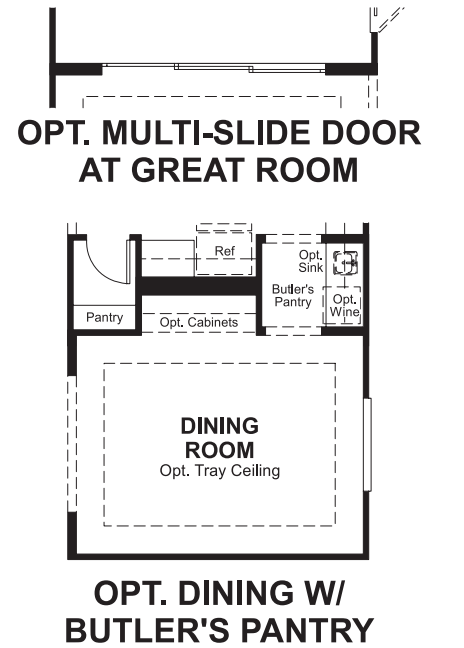 OPT. MULTI-SLIDE DOOR
AT GREAT ROOM
Ref
Opt.
Sink
Butler's
Pantry
Opt.
Wine
Pantry
Opt. Cabinets
DINING
ROOM
Opt. Tray Ceiling
OPT. DINING W/
BUTLER'S PANTRY